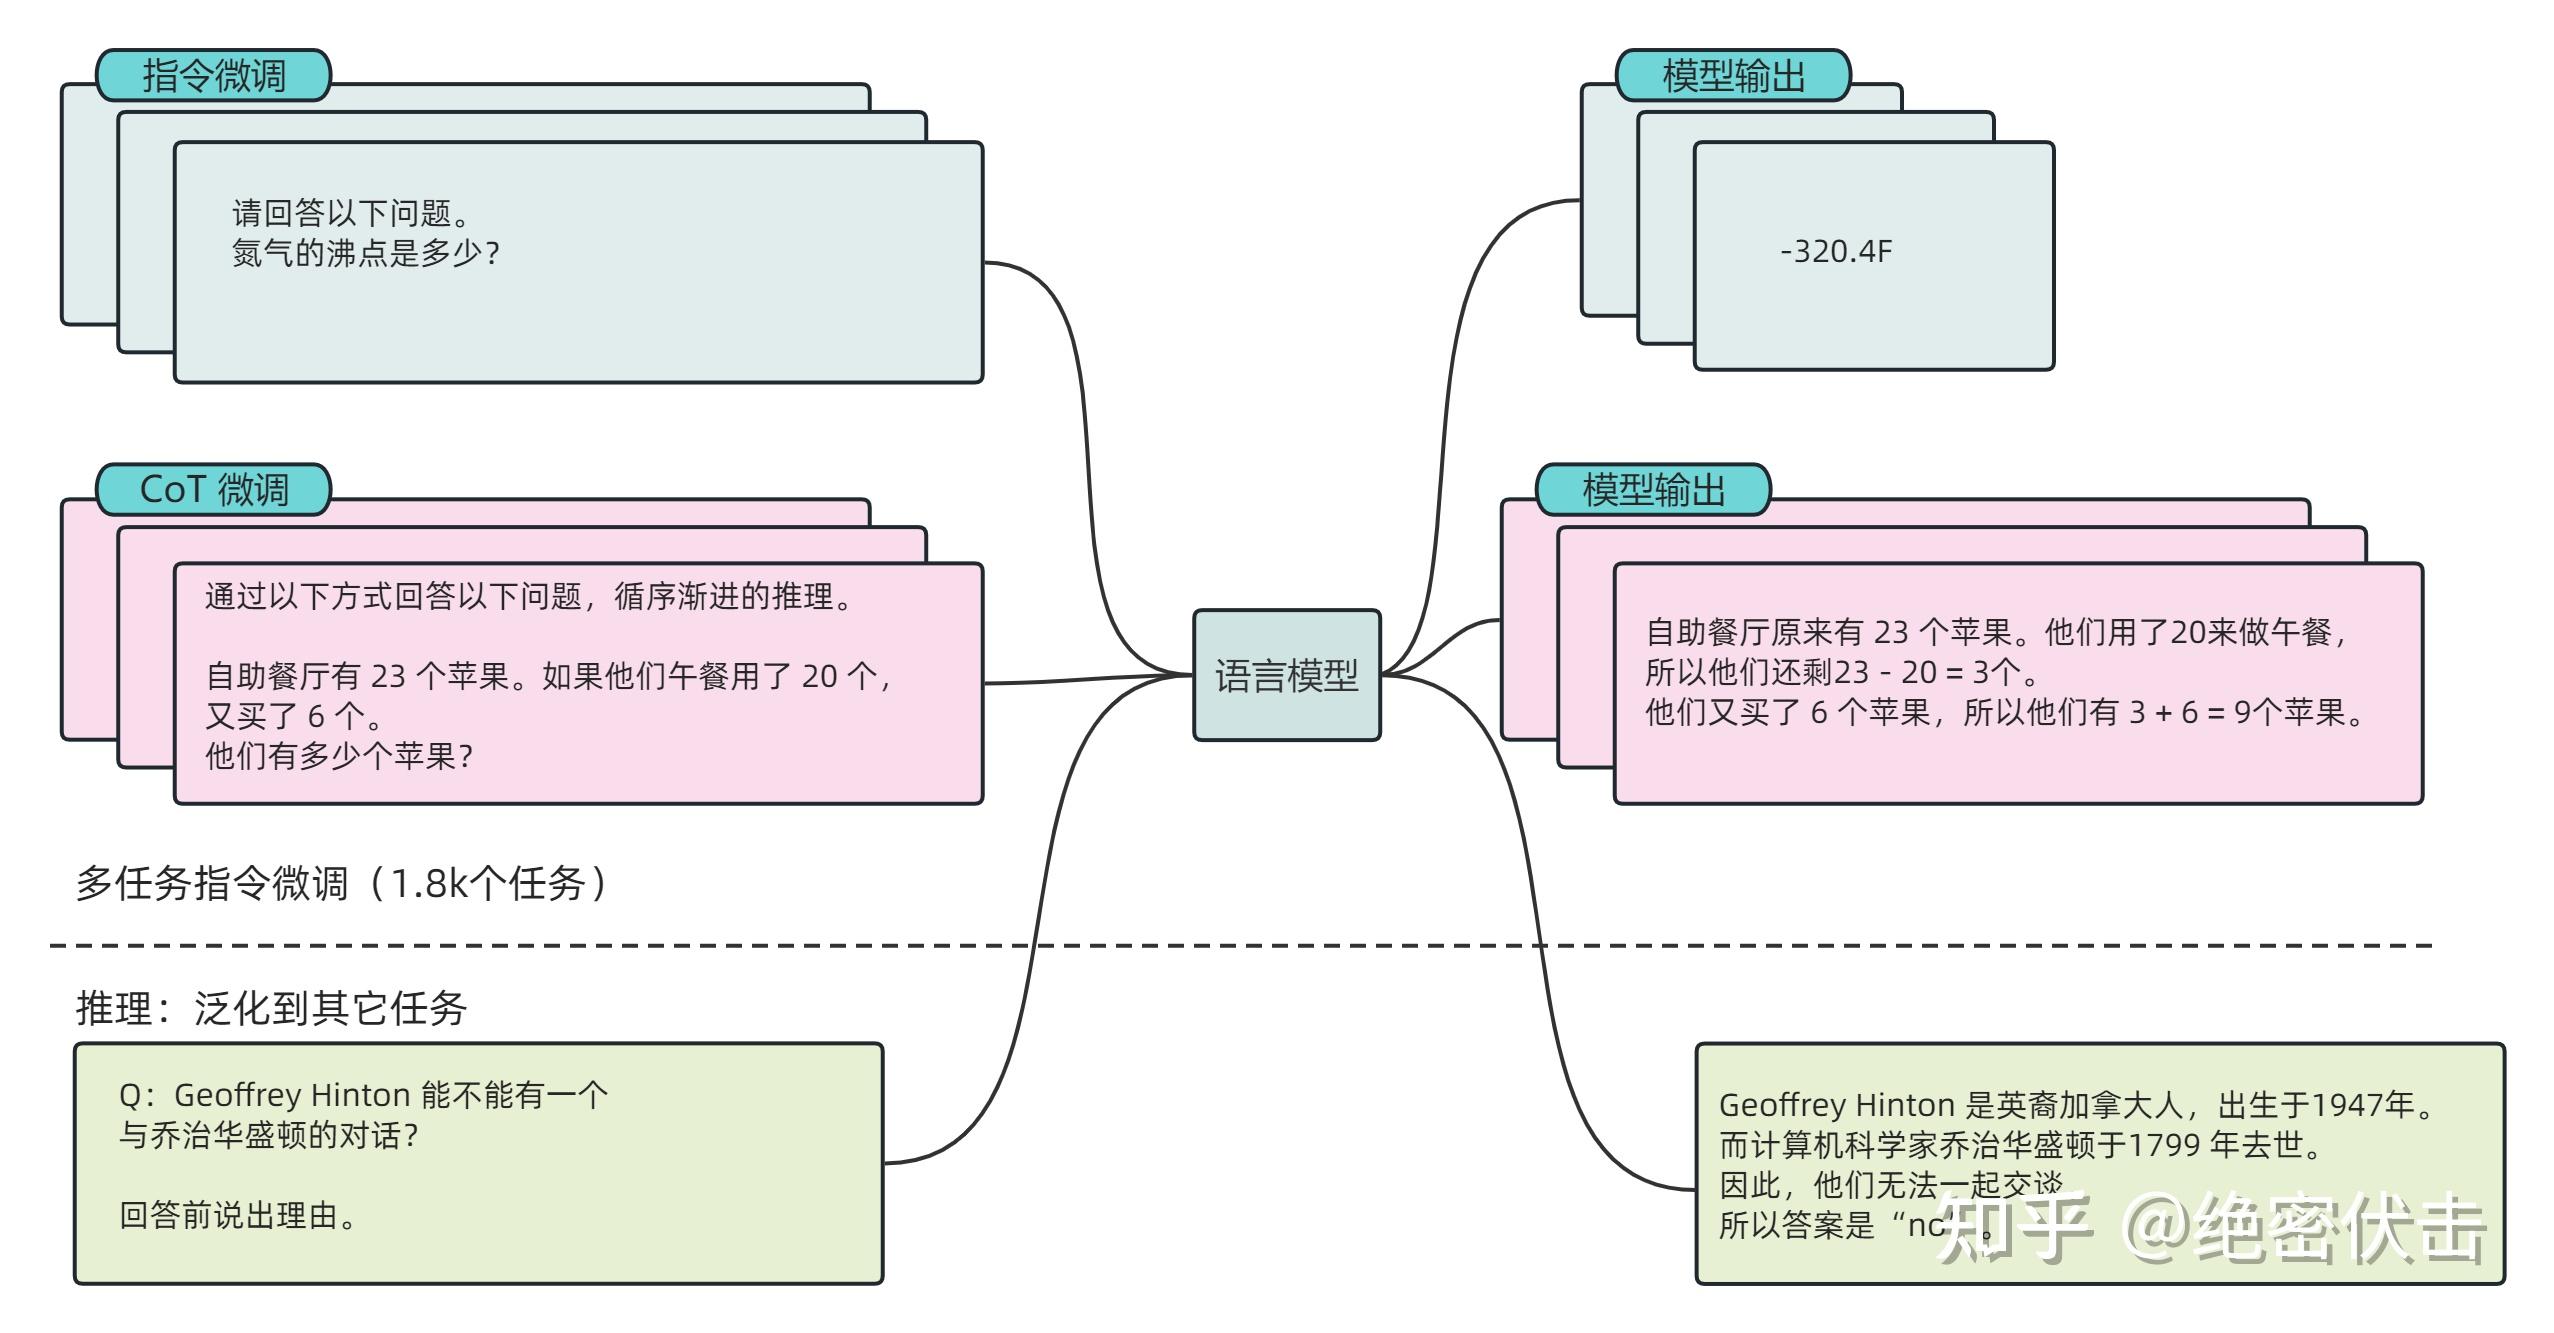 指令微调
请回答以下问题。
氮气的沸点是多少？
模型输出
-320.4F
CoT 微调
通过以下方式回答以下问题，循序渐进的推理。
自助餐厅有 23 个苹果。如果他们午餐用了 20 个，
又买了 6 个。
他们有多少个苹果？
语言模型
模型输出
自助餐厅原来有 23 个苹果。他们用了20来做午餐，
所以他们还剩23 - 20 = 3个。
他们又买了 6 个苹果，所以他们有 3 + 6 = 9个苹果。
多任务指令微调（1.8k个任务）
推理：泛化到其它任务
Q：Geoffrey Hinton 能不能有一个
与乔治华盛顿的对话？
回答前说出理由。
Geoffrey Hinton 是英裔加拿大人，出生于1947年。
而计算机科学家乔治华盛顿于1799 年去世。
因此，他们无法一起交谈
所以答案是“no”。
知乎 @绝密伏击